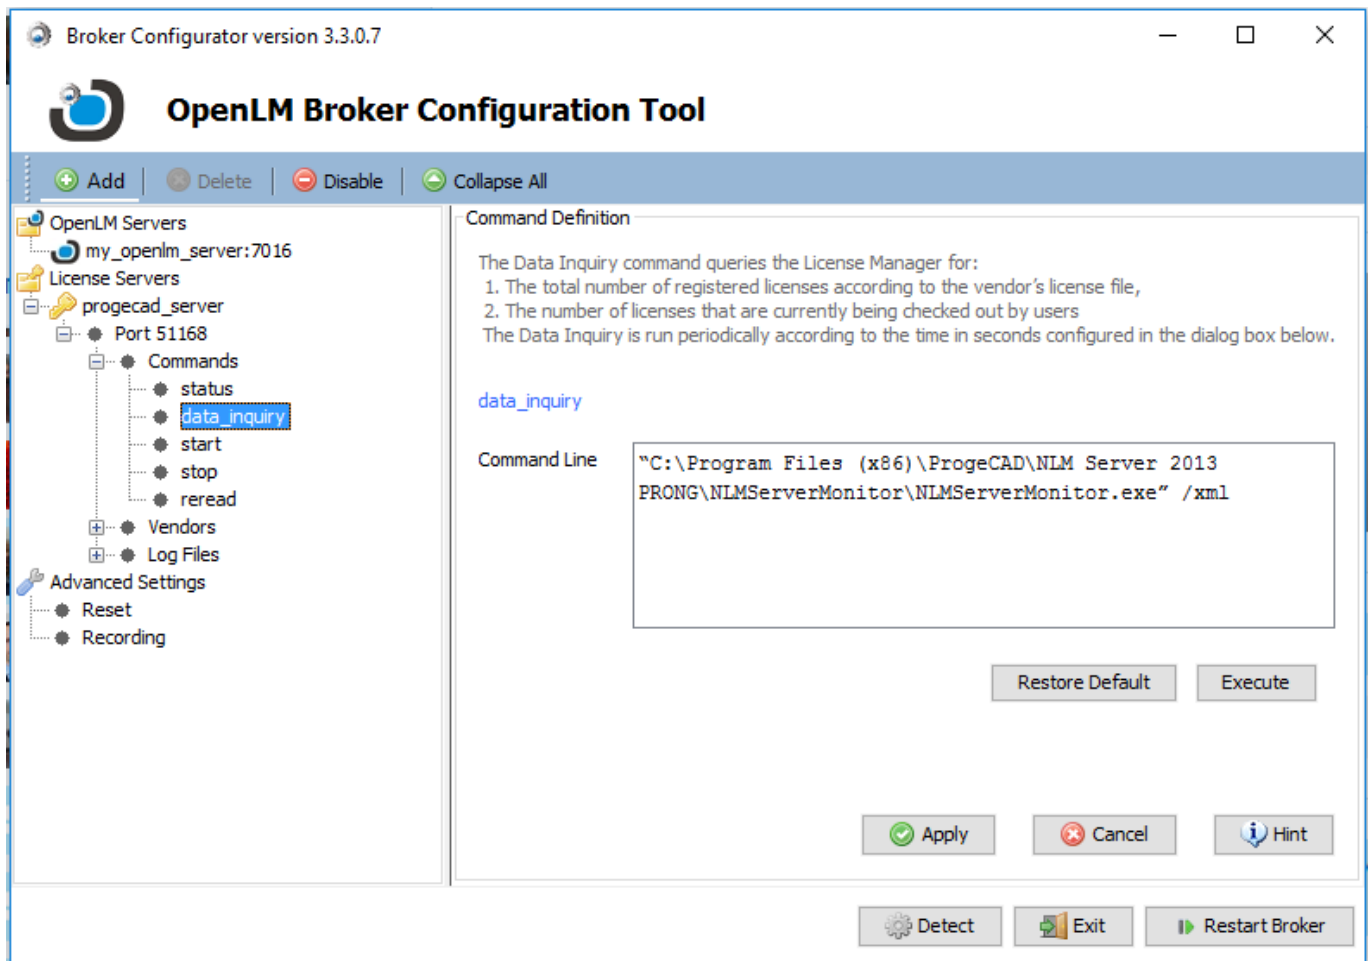 Broker Configurator version 3.3.0.7
OpenLM Broker Configuration Tool
Add
Delete
Disable
Collapse All
OpenLM Servers
my_openlm_server:7016
License Servers
progecad_server
Port 51168
Commands
status
data_inquiry
start
stop
reread
Vendors
Log Files
Advanced Settings
Reset
Recording
Command Definition
The Data Inquiry command queries the License Manager for:
1. The total number of registered licenses according to the vendor’s license file,
2. The number of licenses that are currently being checked out by users
The Data Inquiry is run periodically according to the time in seconds configured in the dialog box below.
data_inquiry
Command Line
“C:\Program Files (x86)\ProgeCAD\NLM Server 2013
PRONG\NLMServerMonitor\NLMServerMonitor.exe” /xml
Restore Default
Execute
Apply
Cancel
Hint
Detect
Exit
Restart Broker